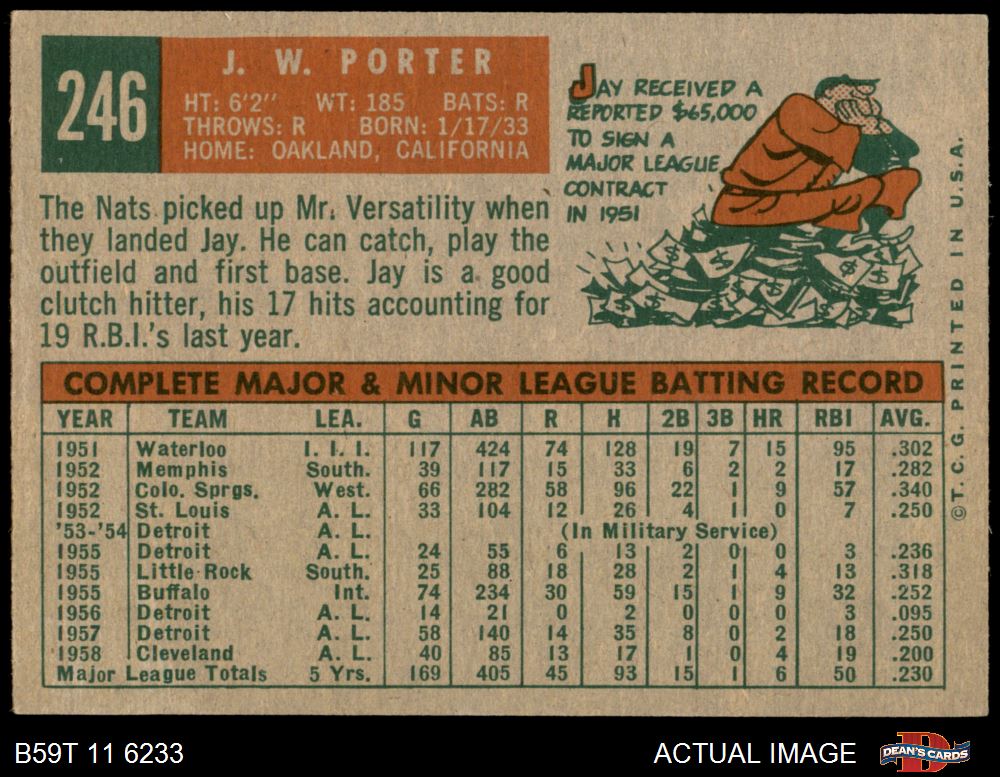 246
J. W. PORTER
HT: 6'2" WT: 185 BATS: R
THROWS: R BORN: 1/17/33
HOME: OAKLAND, CALIFORNIA
JAY RECEIVED A
REPORTED $65,000
TO SIGN A
MAJOR LEAGUE
CONTRACT
IN 1951
The Nats picked up Mr. Versatility when
they landed Jay. He can catch, play the
outfield and first base. Jay is a good
clutch hitter, his 17 hits accounting for
19 R.B.I.'s last year.
COMPLETE MAJOR & MINOR LEAGUE BATTING RECORD
YEAR TEAM LEA. G AB R H 2B 3B HR RBI AVG.
1951 Waterloo I. I. I. 117 424 74 128 19 7 15 95 .302
1952 Memphis South. 39 117 15 33 6 2 2 17 .282
1952 Colo. Sprgs. West. 66 282 58 96 22 1 9 57 .340
1952 St. Louis A. L. 33 104 12 26 4 1 0 7 .250
'53-'54 Detroit A. L. (In Military Service)
1955 Detroit A. L. 24 55 6 13 2 0 0 3 .236
1955 Little Rock South. 25 88 18 28 2 1 4 13 .318
1955 Buffalo Int. 74 234 30 59 15 1 9 32 .252
1956 Detroit A. L. 14 21 0 2 0 0 0 3 .095
1957 Detroit A. L. 58 140 14 35 8 0 2 18 .250
1958 Cleveland A. L. 40 85 13 17 1 0 4 19 .200
Major League Totals 5 Yrs. 169 405 45 93 15 1 6 50 .230
©T. C. G. PRINTED IN U.S.A.
B59T 11 6233
ACTUAL IMAGE
DEAN'S CARDS